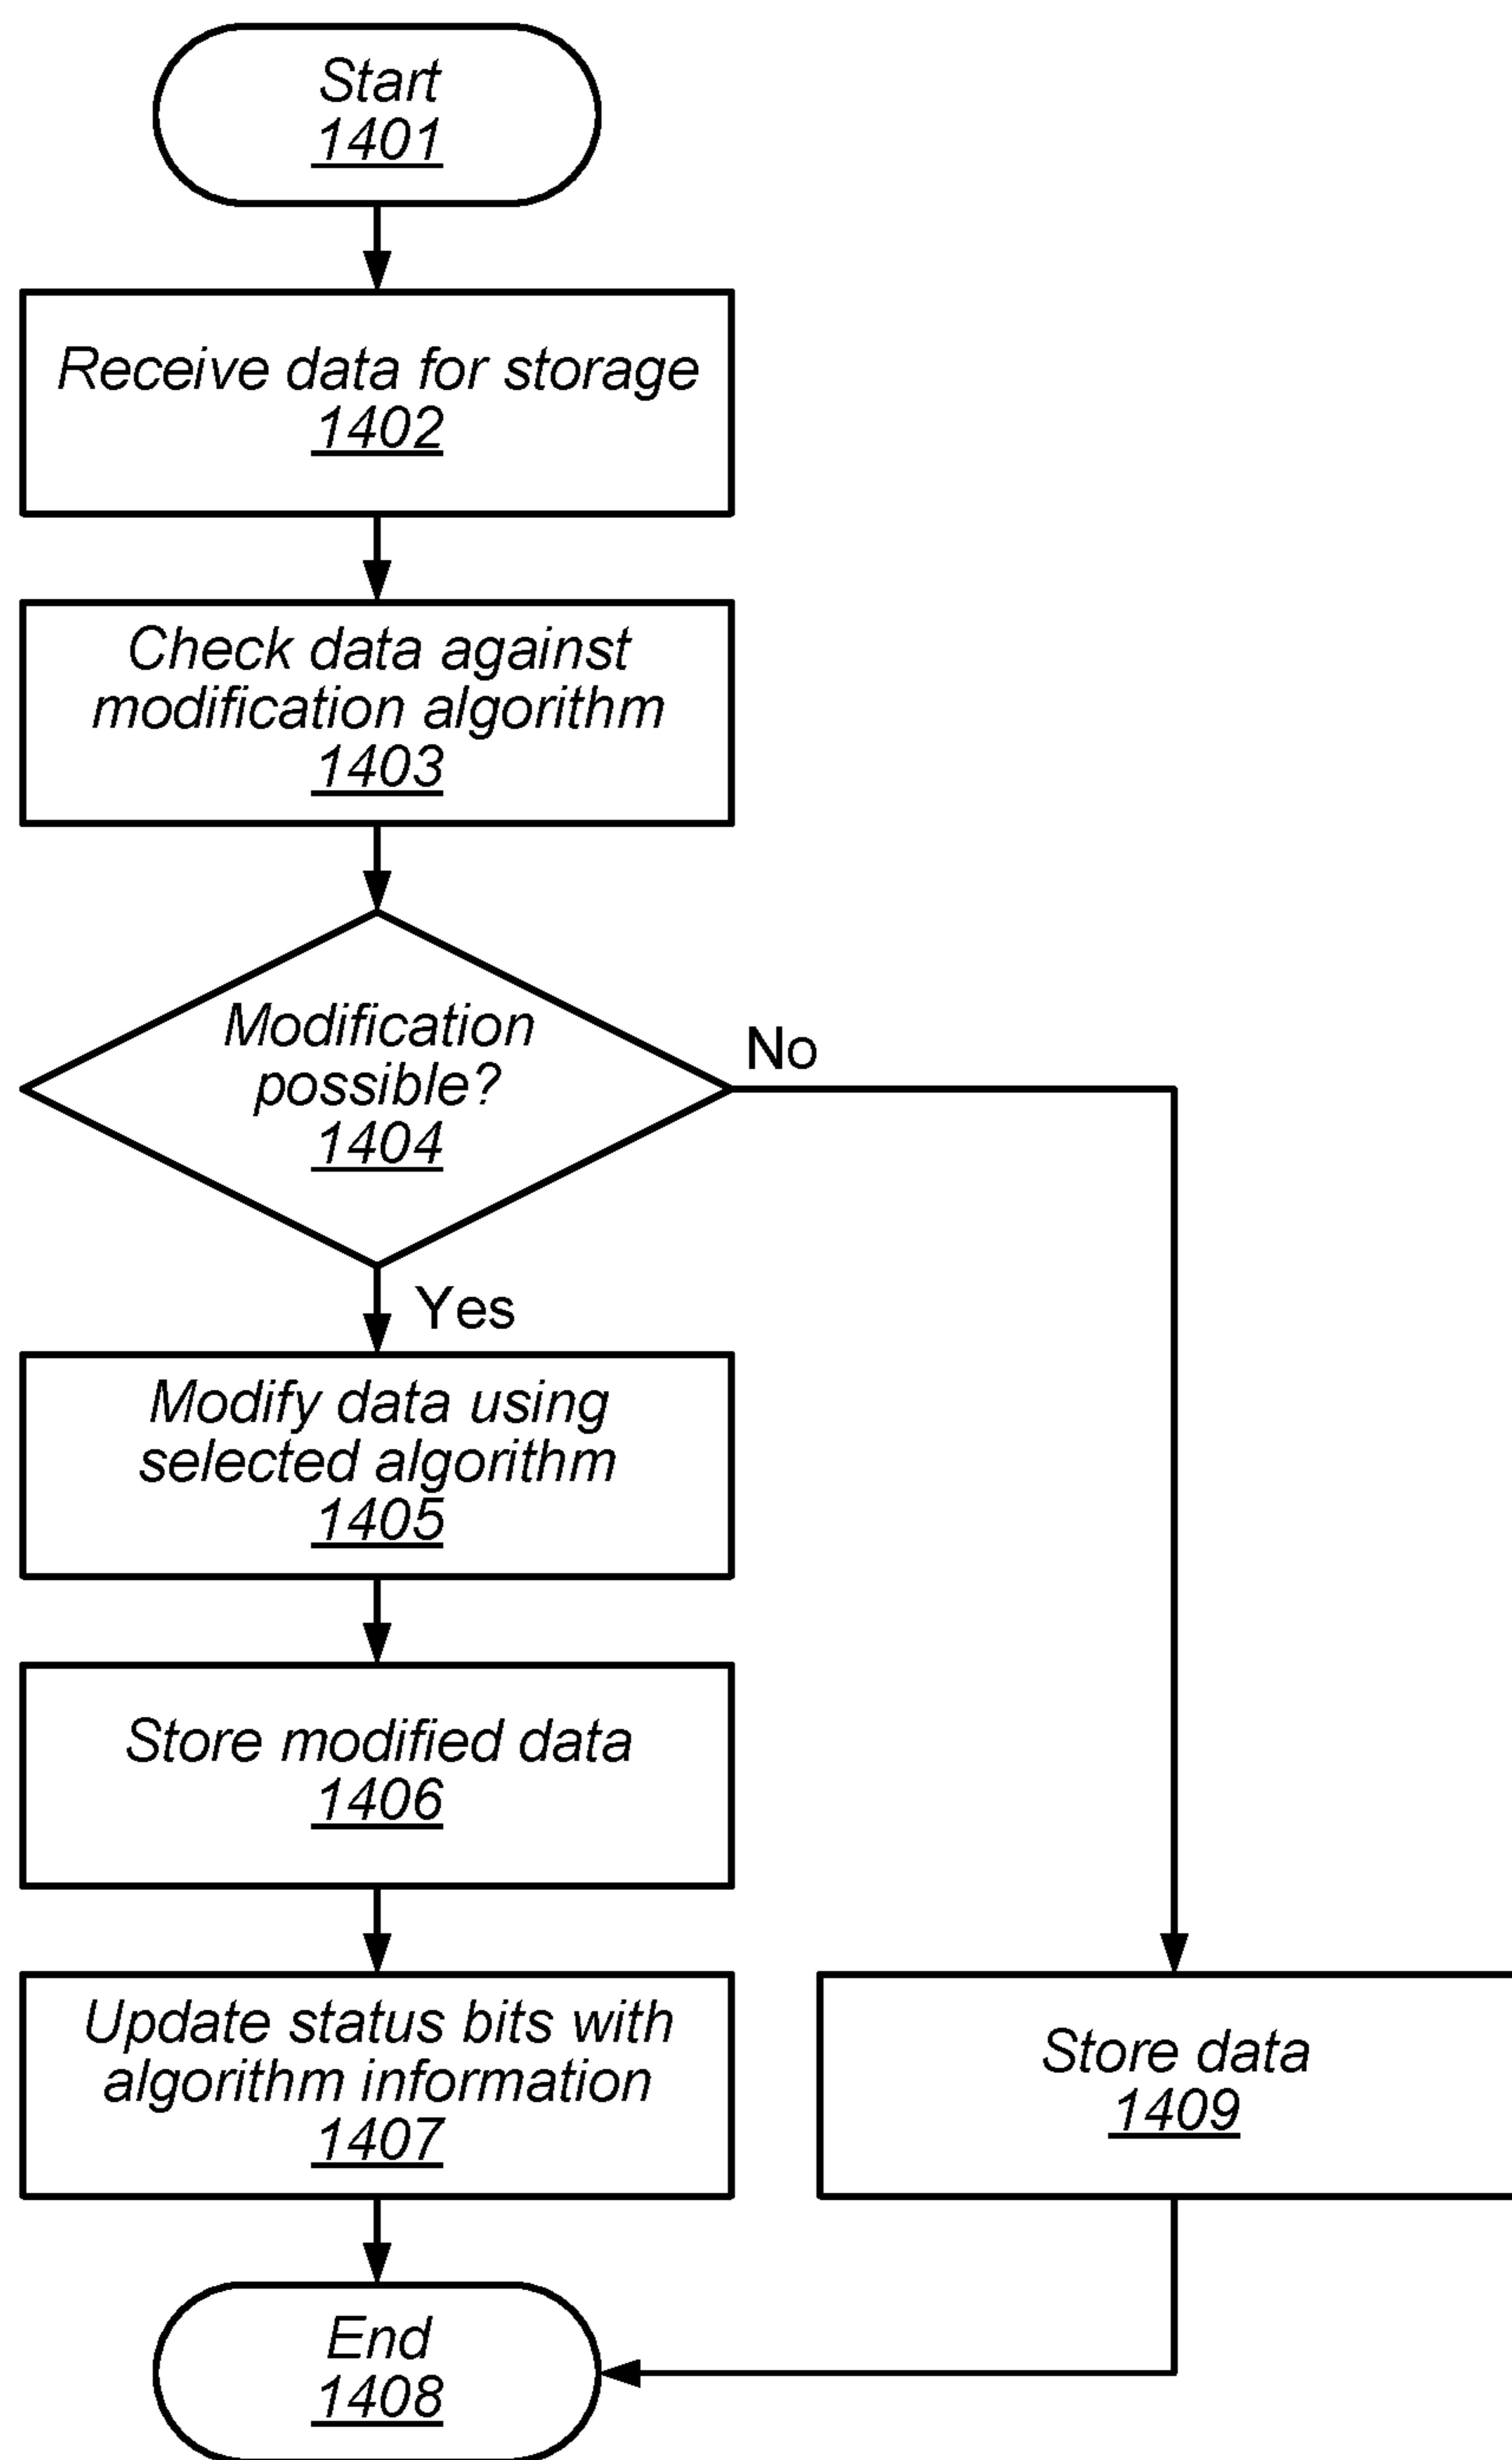 Start
1401
Receive data for storage
1402
Check data against
modification algorithm
1403
Modification
possible?
1404
No
Yes
Modify data using
selected algorithm
1405
Store modified data
1406
Update status bits with
algorithm information
1407
Store data
1409
End
1408